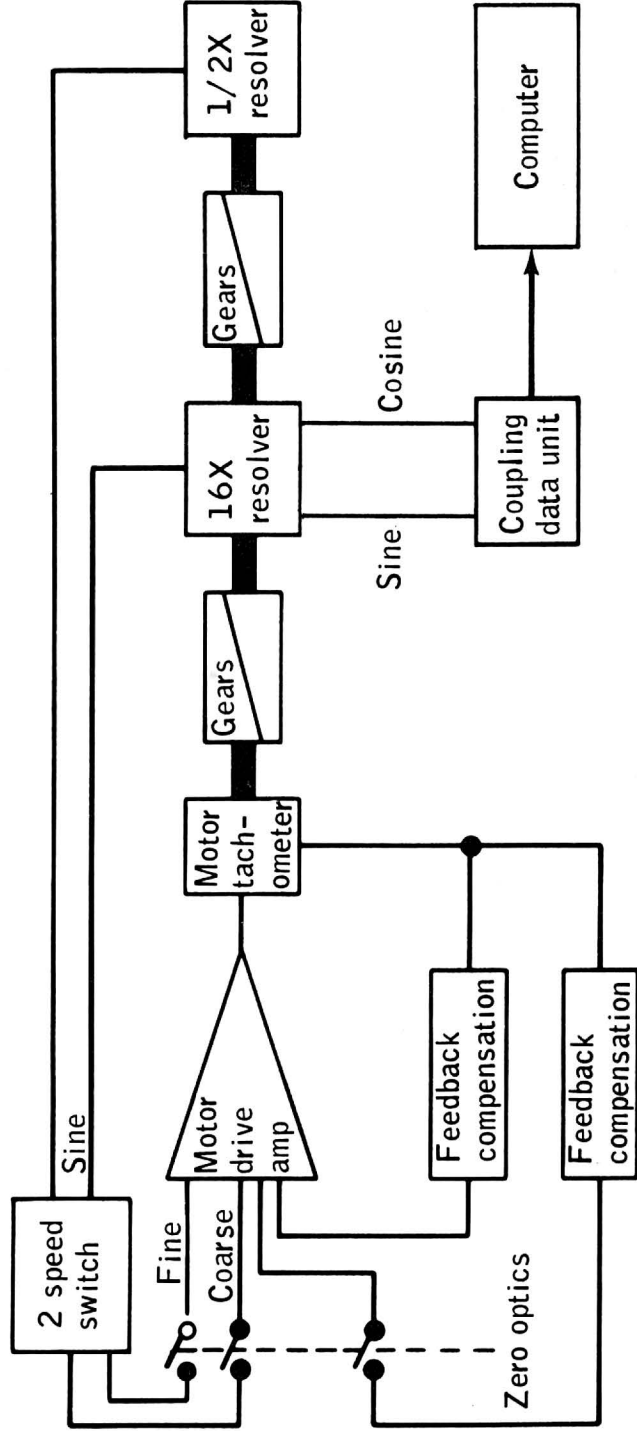 2 speed
switch
Sine
Fine
Coarse
Motor
drive
amp
Motor
tach-
ometer
Gears
16X
resolver
Gears
1/2X
resolver
Sine
Cosine
Coupling
data unit
Computer
Feedback
compensation
Feedback
compensation
Zero optics